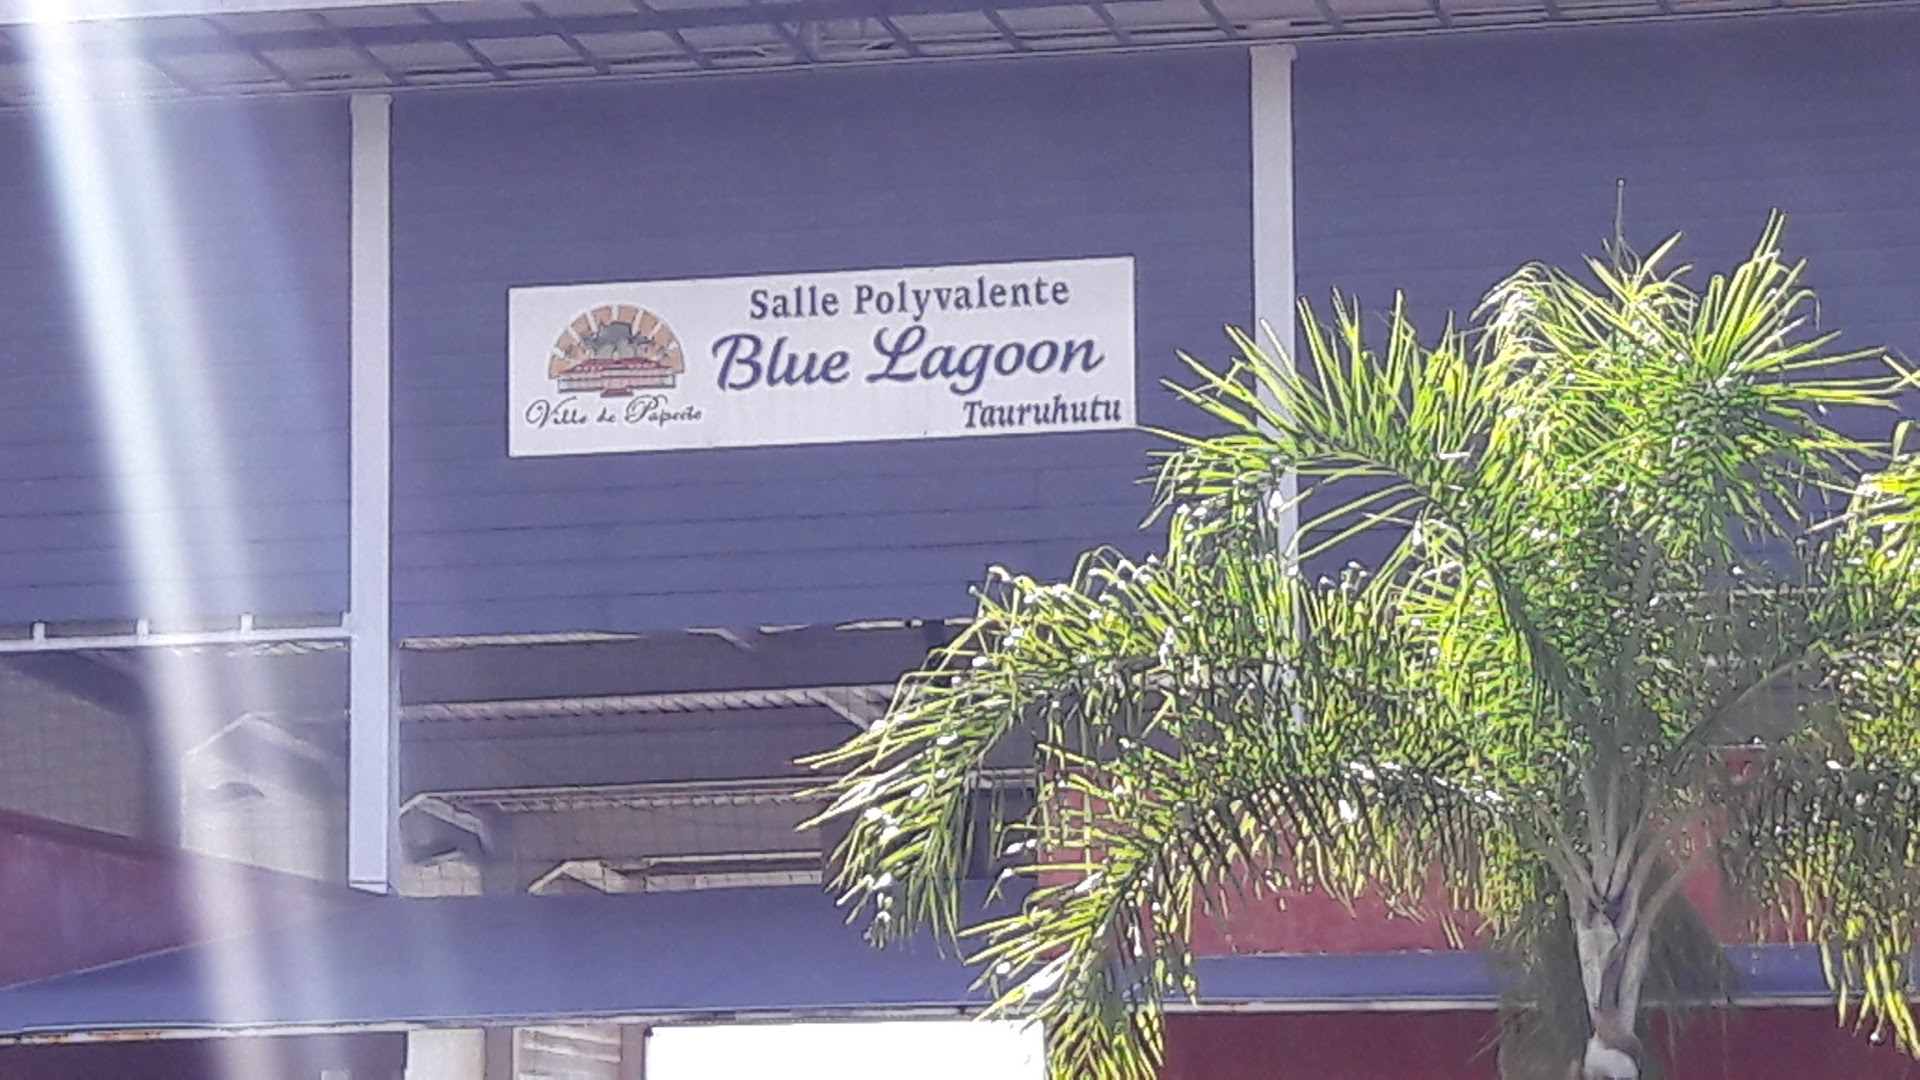 Salle Polyvalente
Blue Lagoon
Tauruhutu
Ville de Papeete